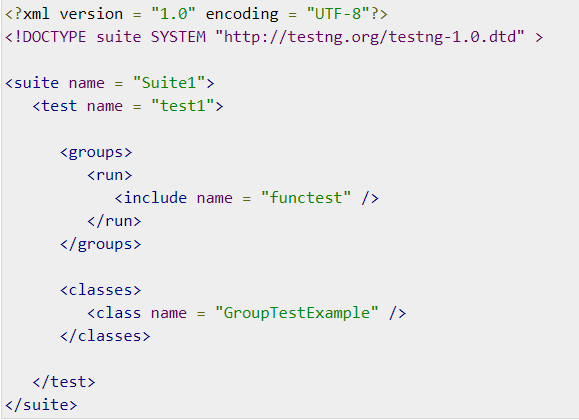 <?xml version = "1.0" encoding = "UTF-8"?>
<!DOCTYPE suite SYSTEM "http://testng.org/testng-1.0.dtd" >
<suite name = "Suite1">
<test name = "test1">
<groups>
<run>
<include name = "functest" />
</run>
</groups>
<classes>
<class name = "GroupTestExample" />
</classes>
</test>
</suite>